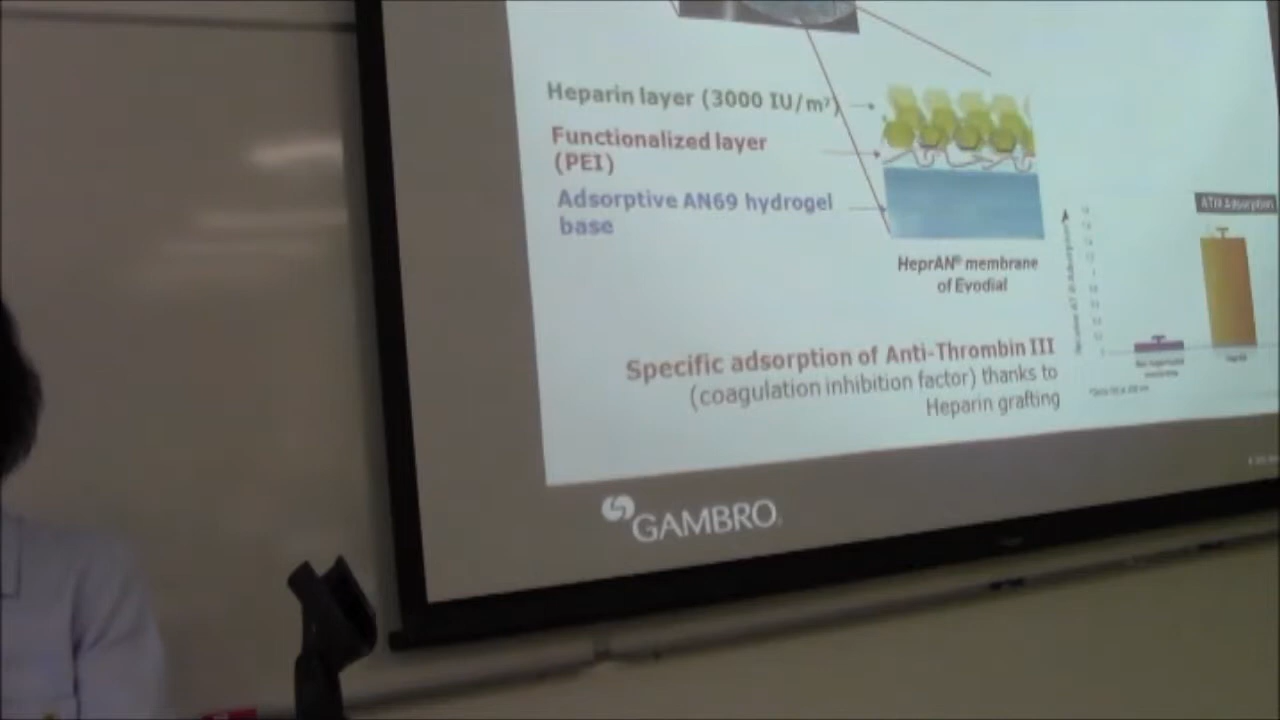 Heparin layer (3000 IU/m²)
Functionalized layer
(PEI)
Adsorptive AN69 hydrogel
base
HeprAN® membrane
of Evodial
ATIII Adsorption
Specific adsorption of Anti-Thrombin III
(coagulation inhibition factor) thanks to
Heparin grafting
GAMBRO